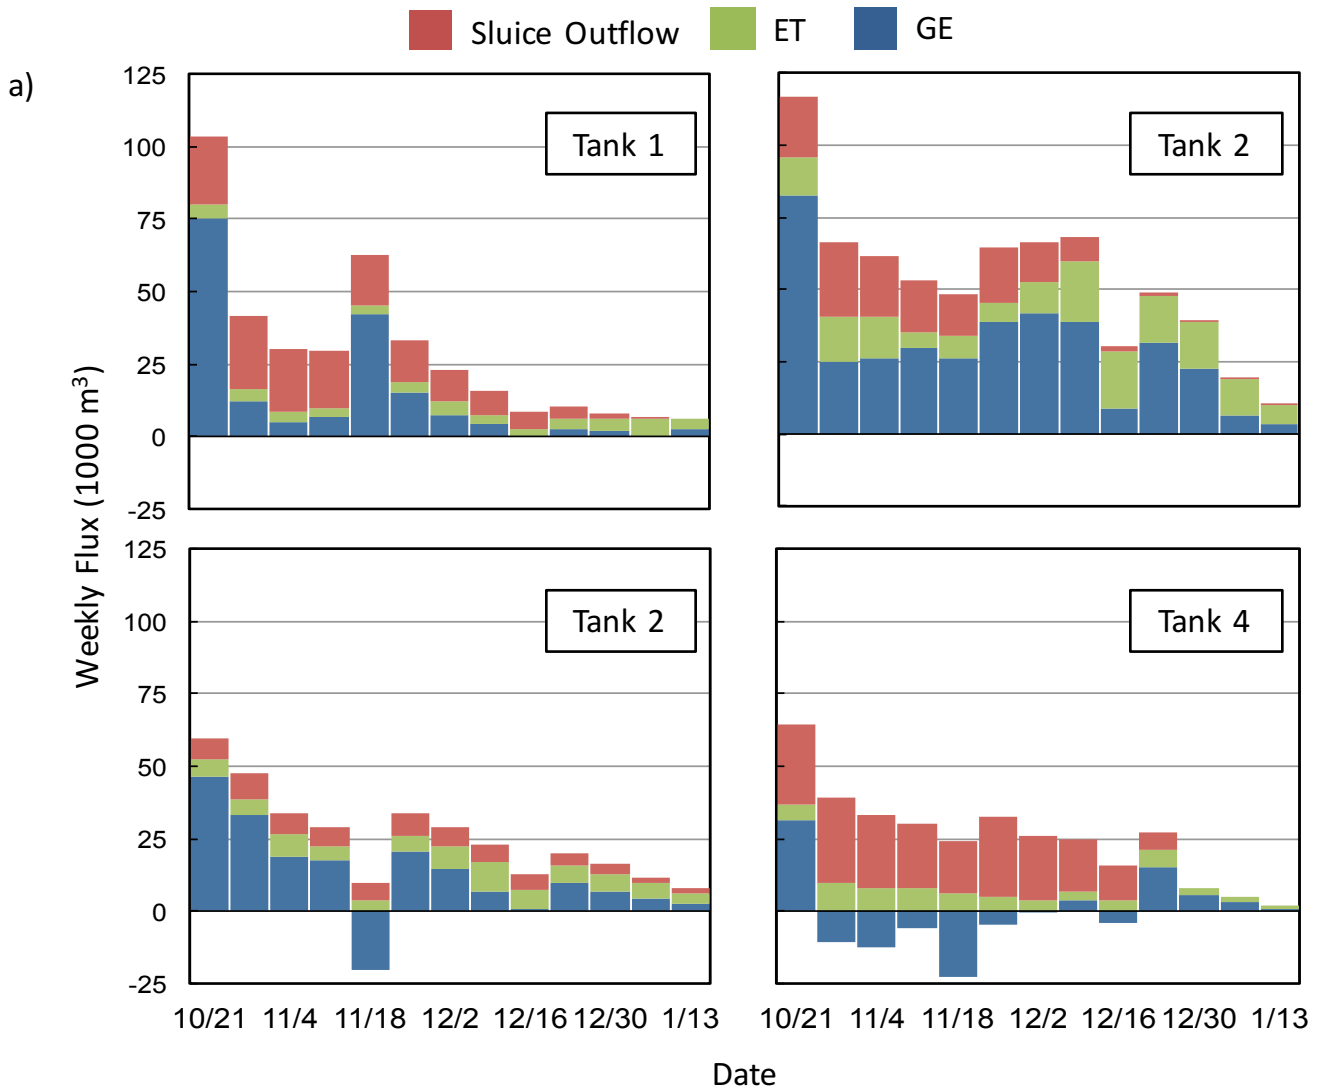 Sluice Outflow ET GE
a)
125
100
75
50
25
0
-25
Tank 1
Tank 2
Weekly Flux (1000 m³)
125
100
75
50
25
0
-25
Tank 2
Tank 4
10/21 11/4 11/18 12/2 12/16 12/30 1/13
10/21 11/4 11/18 12/2 12/16 12/30 1/13
Date